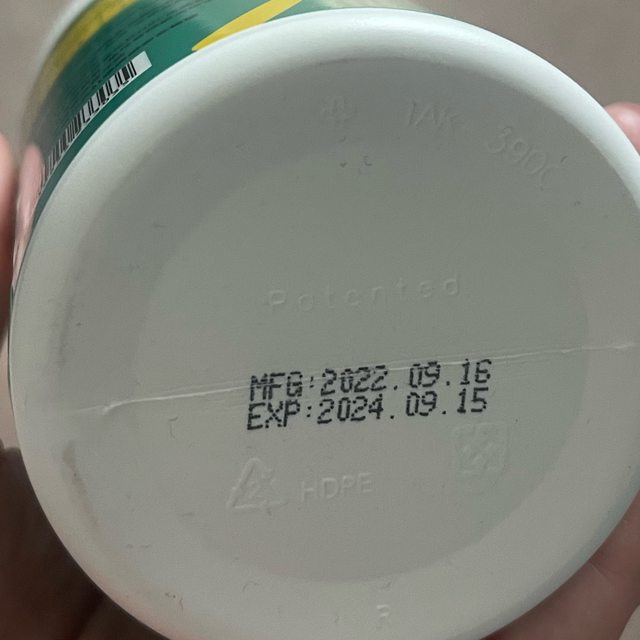 Patented
MFG:2022.09.16
EXP:2024.09.15
HDPE
R